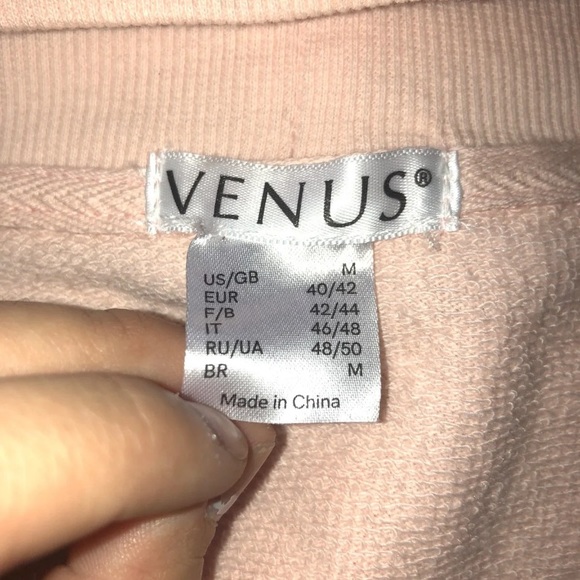 VENUS®
US/GB M
EUR 40/42
F/B 42/44
IT 46/48
RU/UA 48/50
BR M
Made in China